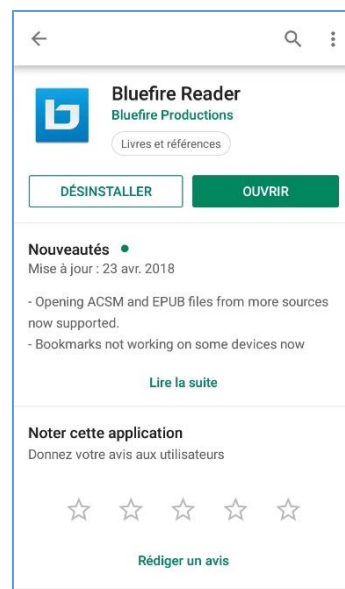 Bluefire Reader
Bluefire Productions
Livres et références
DÉSINSTALLER
OUVRIR
Nouveautés
Mise à jour : 23 avr. 2018
- Opening ACSM and EPUB files from more sources
now supported.
- Bookmarks not working on some devices now
Lire la suite
Noter cette application
Donnez votre avis aux utilisateurs
Rédiger un avis